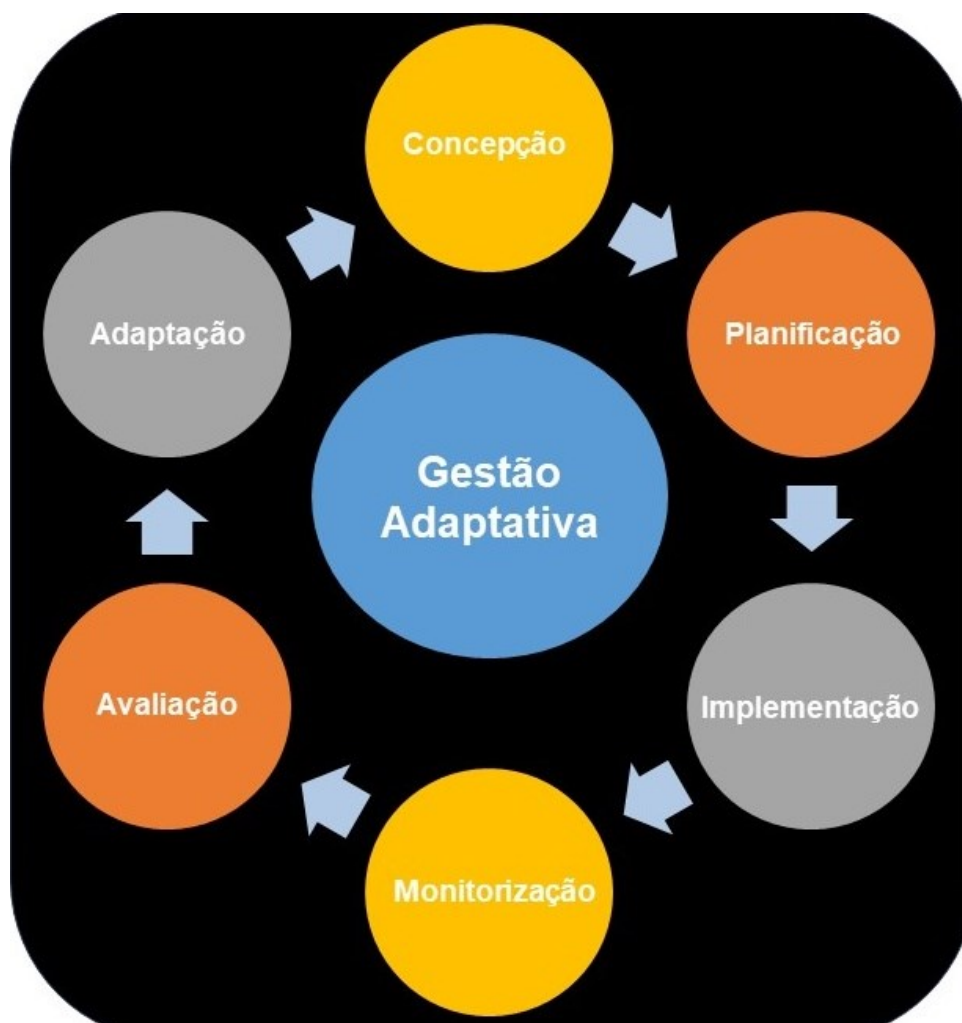 Concepção
Planificação
Implementação
Monitorização
Avaliação
Adaptação
Gestão
Adaptativa